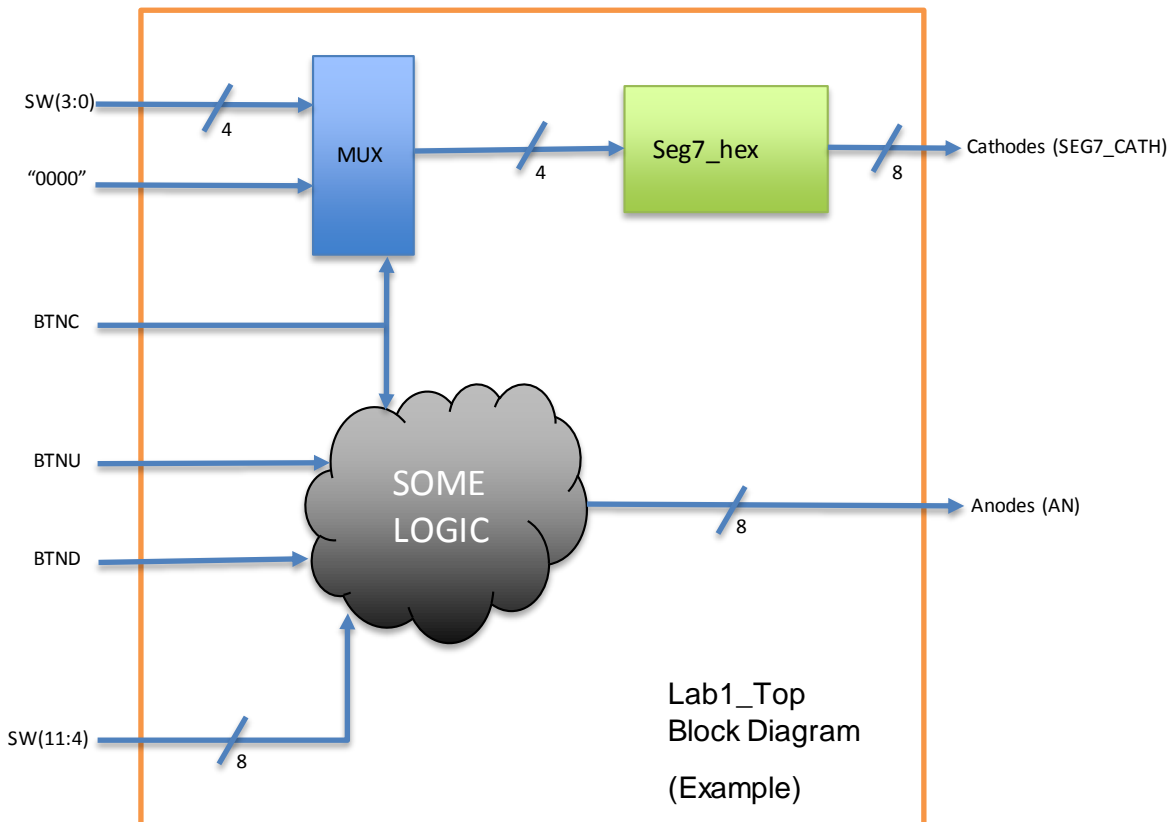 SW(3:0)
4
MUX
4
Seg7_hex
8
Cathodes (SEG7_CATH)
“0000”
BTNC
BTNU
SOME
LOGIC
8
Anodes (AN)
BTND
SW(11:4)
8
Lab1_Top
Block Diagram
(Example)